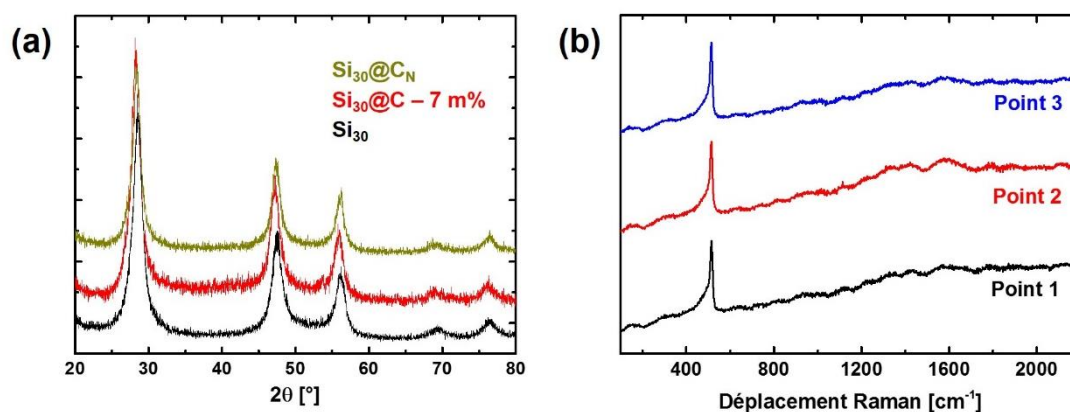 (a)
Si₃₀@C_N
Si₃₀@C – 7 m%
Si₃₀
20 30 40 50 60 70 80
2θ [°]
(b)
Point 3
Point 2
Point 1
400 800 1200 1600 2000
Déplacement Raman [cm⁻¹]